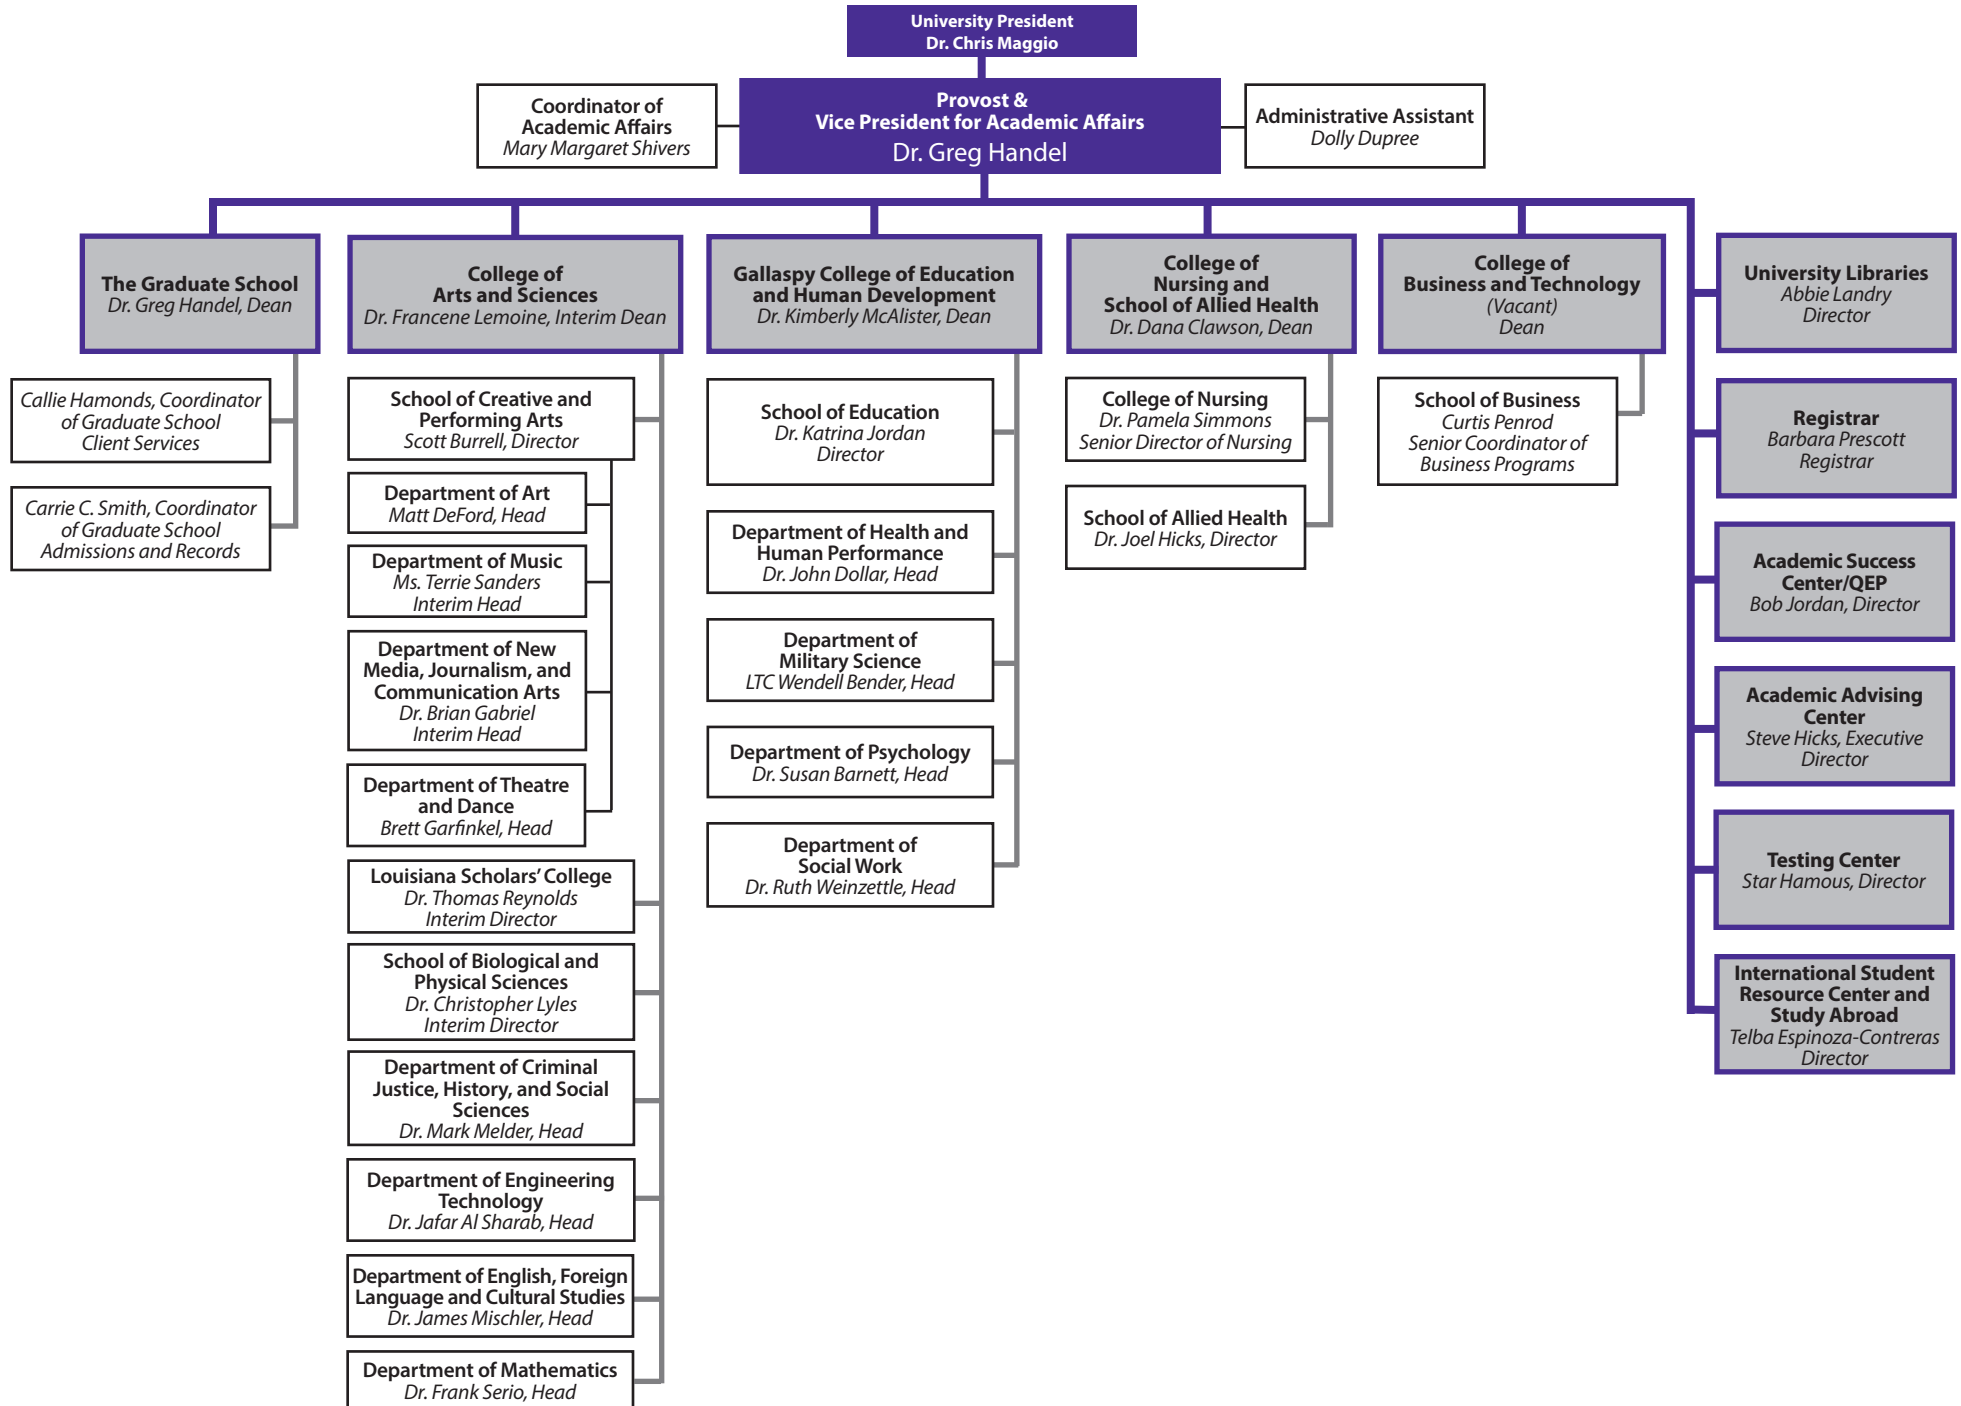 University President
Dr. Chris Maggio
Coordinator of
Academic Affairs
Mary Margaret Shivers
Provost &
Vice President for Academic Affairs
Dr. Greg Handel
Administrative Assistant
Dolly Dupree
The Graduate School
Dr. Greg Handel, Dean
Callie Hamonds, Coordinator
of Graduate School
Client Services
Carrie C. Smith, Coordinator
of Graduate School
Admissions and Records
College of
Arts and Sciences
Dr. Francene Lemoine, Interim Dean
School of Creative and
Performing Arts
Scott Burrell, Director
Department of Art
Matt DeFord, Head
Department of Music
Ms. Terrie Sanders
Interim Head
Department of New
Media, Journalism, and
Communication Arts
Dr. Brian Gabriel
Interim Head
Department of Theatre
and Dance
Brett Garfinkel, Head
Louisiana Scholars’ College
Dr. Thomas Reynolds
Interim Director
School of Biological and
Physical Sciences
Dr. Christopher Lyles
Interim Director
Department of Criminal
Justice, History, and Social
Sciences
Dr. Mark Melder, Head
Department of Engineering
Technology
Dr. Jafar Al Sharab, Head
Department of English, Foreign
Language and Cultural Studies
Dr. James Mischler, Head
Department of Mathematics
Dr. Frank Serio, Head
Gallaspy College of Education
and Human Development
Dr. Kimberly McAlister, Dean
School of Education
Dr. Katrina Jordan
Director
Department of Health and
Human Performance
Dr. John Dollar, Head
Department of
Military Science
LTC Wendell Bender, Head
Department of Psychology
Dr. Susan Barnett, Head
Department of
Social Work
Dr. Ruth Weinzettle, Head
College of
Nursing and
School of Allied Health
Dr. Dana Clawson, Dean
College of Nursing
Dr. Pamela Simmons
Senior Director of Nursing
School of Allied Health
Dr. Joel Hicks, Director
College of
Business and Technology
(Vacant)
Dean
School of Business
Curtis Penrod
Senior Coordinator of
Business Programs
University Libraries
Abbie Landry
Director
Registrar
Barbara Prescott
Registrar
Academic Success
Center/QEP
Bob Jordan, Director
Academic Advising
Center
Steve Hicks, Executive
Director
Testing Center
Star Hamous, Director
International Student
Resource Center and
Study Abroad
Telba Espinoza-Contreras
Director